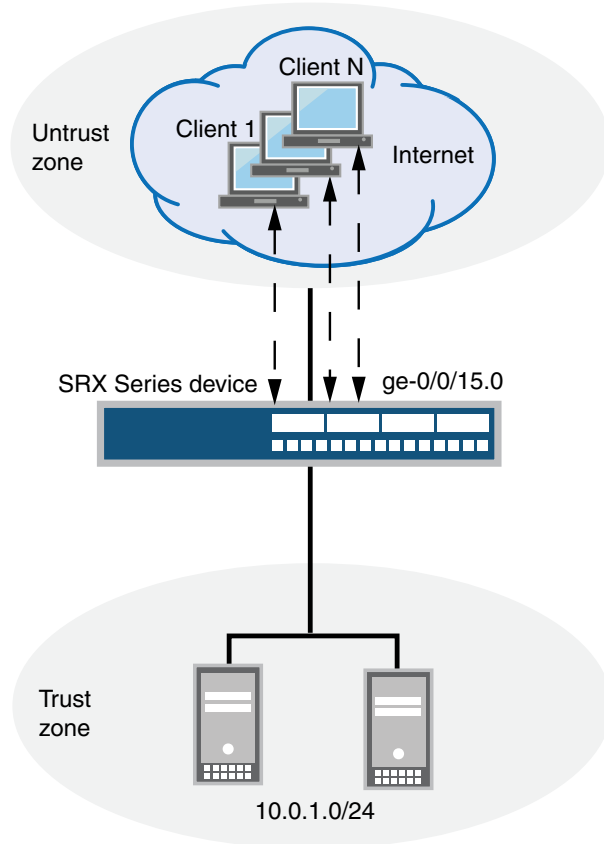 Client N
Client 1
Untrust
zone
Internet
SRX Series device
ge-0/0/15.0
Trust
zone
10.0.1.0/24